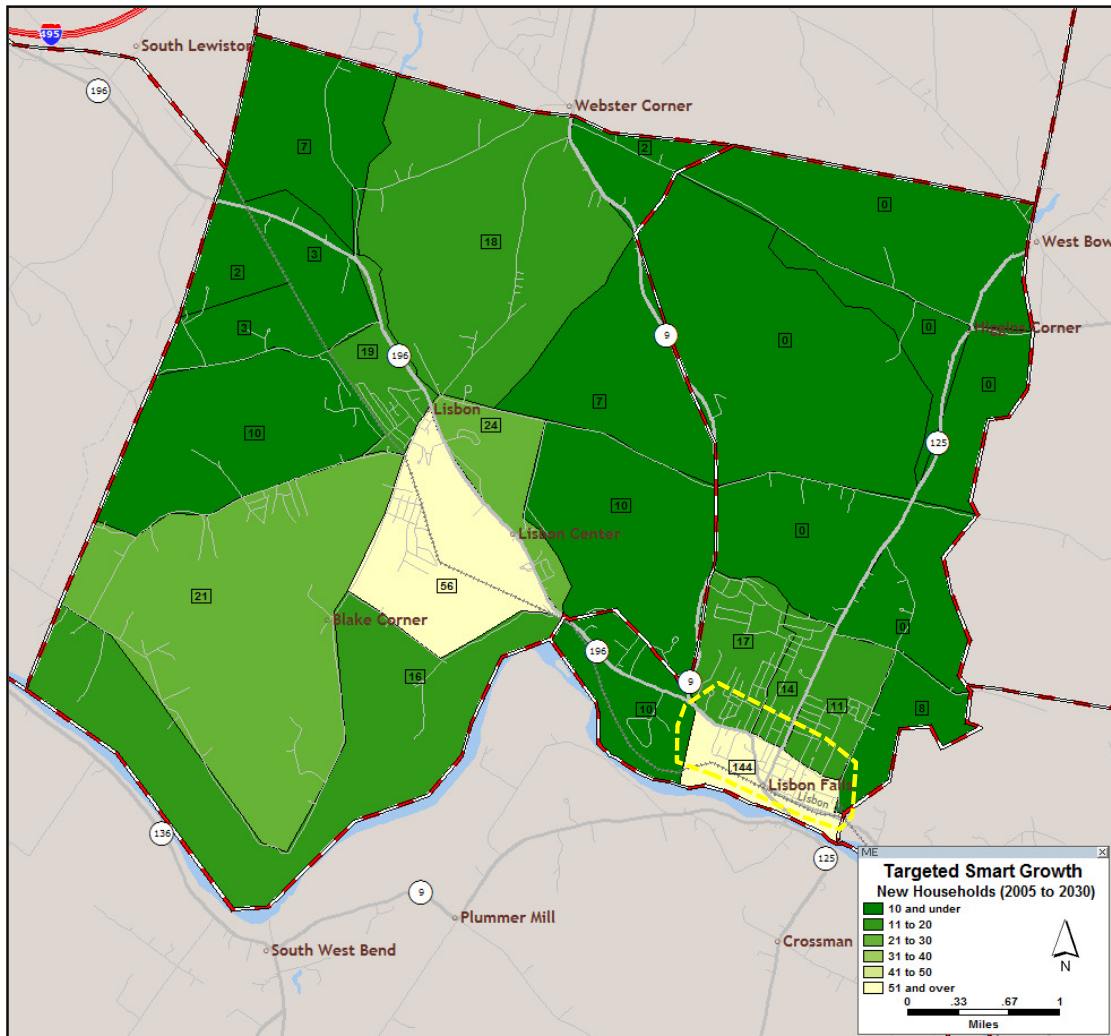 495
South Lewiston
196
Webster Corner
7
2
0
18
West Bow
3
2
3
Higgins Corner
0
9
0
19
196
0
Lisbon
7
24
10
125
10
0
Lisbon Center
56
21
Blake Corner
0
196
17
16
9
14
11
10
8
144
Lisbon Falls
Lisbon
136
125
ME
Targeted Smart Growth
New Households (2005 to 2030)
10 and under
11 to 20
21 to 30
31 to 40
41 to 50
51 and over
N
0 .33 .67 1
Miles
9
Plummer Mill
Crossman
South West Bend